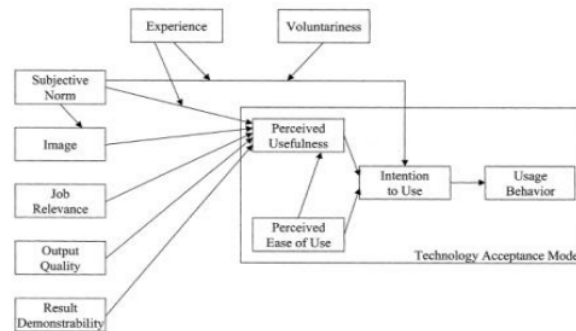 Experience
Voluntariness
Subjective
Norm
Image
Perceived
Usefulness
Intention
to Use
Usage
Behavior
Job
Relevance
Perceived
Ease of Use
Output
Quality
Technology Acceptance Mode
Result
Demonstrability